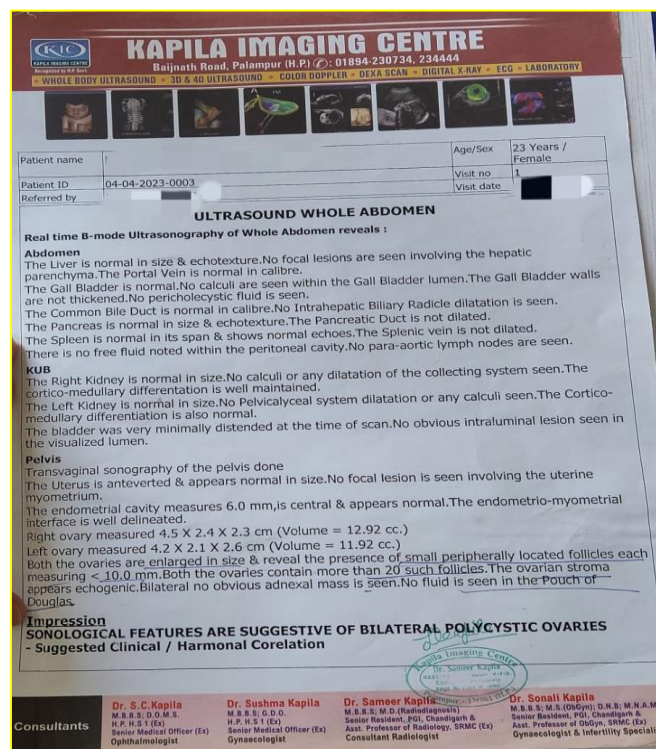 KIC
KAPILA IMAGING CENTRE
Recognised by H.P. Govt.
KAPILA IMAGING CENTRE
Baijnath Road, Palampur (H.P.) : 01894-230734, 234444
WHOLE BODY ULTRASOUND 3D & 4D ULTRASOUND COLOR DOPPLER DEXA SCAN DIGITAL X-RAY ECG LABORATORY
Patient name
Age/Sex 23 Years / Female
Patient ID 04-04-2023-0003
Visit no 1
Referred by
Visit date
ULTRASOUND WHOLE ABDOMEN
Real time B-mode Ultrasonography of Whole Abdomen reveals :
Abdomen
The Liver is normal in size & echotexture.No focal lesions are seen involving the hepatic
parenchyma.The Portal Vein is normal in calibre.
The Gall Bladder is normal.No calculi are seen within the Gall Bladder lumen.The Gall Bladder walls
are not thickened.No pericholecystic fluid is seen.
The Common Bile Duct is normal in calibre.No Intrahepatic Biliary Radicle dilatation is seen.
The Pancreas is normal in size & echotexture.The Pancreatic Duct is not dilated.
The Spleen is normal in its span & shows normal echoes.The Splenic vein is not dilated.
There is no free fluid noted within the peritoneal cavity.No para-aortic lymph nodes are seen.
KUB
The Right Kidney is normal in size.No calculi or any dilatation of the collecting system seen.The
cortico-medullary differentation is well maintained.
The Left Kidney is normal in size.No Pelvicalyceal system dilatation or any calculi seen.The Cortico-
medullary differentiation is also normal.
The bladder was very minimally distended at the time of scan.No obvious intraluminal lesion seen in
the visualized lumen.
Pelvis
Transvaginal sonography of the pelvis done
The Uterus is anteverted & appears normal in size.No focal lesion is seen involving the uterine
myometrium.
The endometrial cavity measures 6.0 mm,is central & appears normal.The endometrio-myometrial
interface is well delineated.
Right ovary measured 4.5 X 2.4 X 2.3 cm (Volume = 12.92 cc.)
Left ovary measured 4.2 X 2.1 X 2.6 cm (Volume = 11.92 cc.)
Both the ovaries are enlarged in size & reveal the presence of small peripherally located follicles each
measuring < 10.0 mm.Both the ovaries contain more than 20 such follicles.The ovarian stroma
appears echogenic.Bilateral no obvious adnexal mass is seen.No fluid is seen in the Pouch of
Douglas.
Impression
SONOLOGICAL FEATURES ARE SUGGESTIVE OF BILATERAL POLYCYSTIC OVARIES
- Suggested Clinical / Harmonal Corelation
Kapila Imaging Centre
Dr. Sameer Kapila
Consultants
Dr. S.C.Kapila
M.B.B.S; D.O.M.S.
H.P. H.S 1 (Ex)
Senior Medical Officer (Ex)
Ophthalmologist
Dr. Sushma Kapila
M.B.B.S; G.D.O.
H.P. H.S 1 (Ex)
Senior Medical Officer (Ex)
Gynaecologist
Dr. Sameer Kapila
M.B.B.S; M.D.(Radiodiagnosis)
Senior Resident, PGI, Chandigarh &
Asst. Professor of Radiology, SRMC (Ex)
Consultant Radiologist
Dr. Sonali Kapila
M.B.B.S; M.S.(ObGyn); D.N.B; M.N.A.M
Senior Resident, PGI, Chandigarh &
Asst. Professor of ObGyn, SRMC (Ex)
Gynaecologist & Infertility Speciali